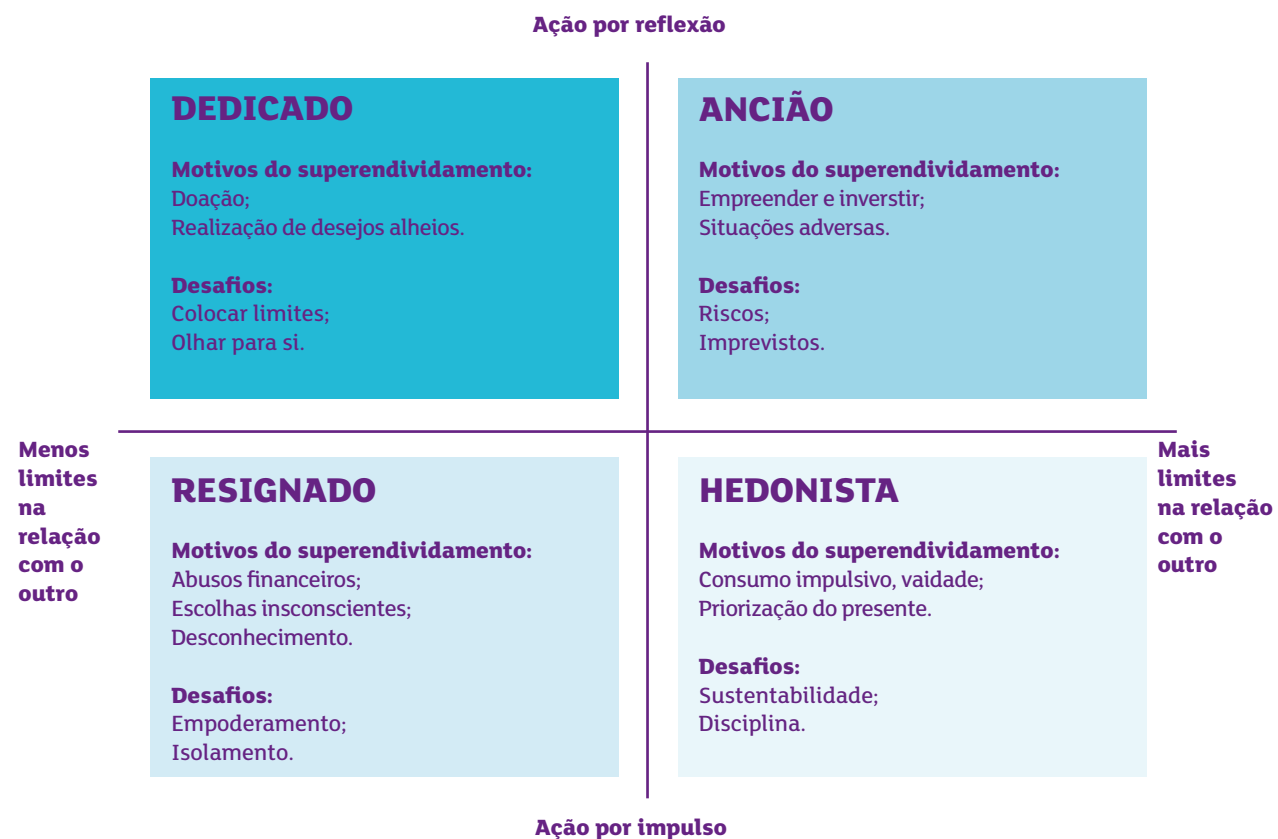 Ação por reflexão
DEDICADO
Motivos do superendividamento:
Doação;
Realização de desejos alheios.
Desafios:
Colocar limites;
Olhar para si.
ANCIÃO
Motivos do superendividamento:
Empreender e inverstir;
Situações adversas.
Desafios:
Riscos;
Imprevistos.
Menos
limites
na
relação
com o
outro
Mais
limites
na relação
com o
outro
RESIGNADO
Motivos do superendividamento:
Abusos financeiros;
Escolhas insconscientes;
Desconhecimento.
Desafios:
Empoderamento;
Isolamento.
HEDONISTA
Motivos do superendividamento:
Consumo impulsivo, vaidade;
Priorização do presente.
Desafios:
Sustentabilidade;
Disciplina.
Ação por impulso